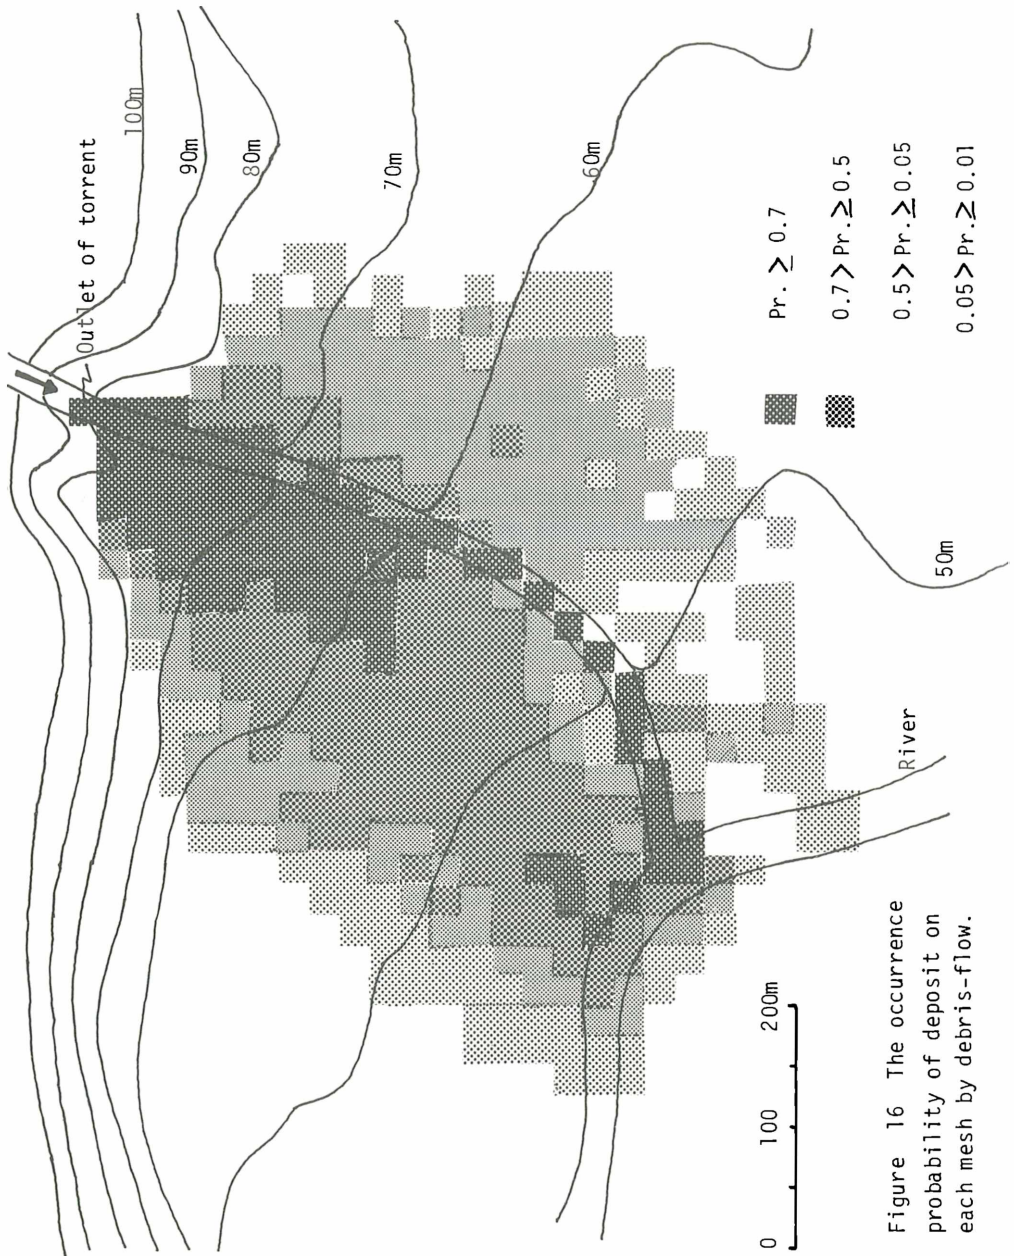 100m
90m
80m
70m
60m
50m
Outlet of torrent
River
Pr. ≥ 0.7
0.7 > Pr. ≥ 0.5
0.5 > Pr. ≥ 0.05
0.05 > Pr. ≥ 0.01
0 100 200m
Figure 16 The occurrence
probability of deposit on
each mesh by debris-flow.